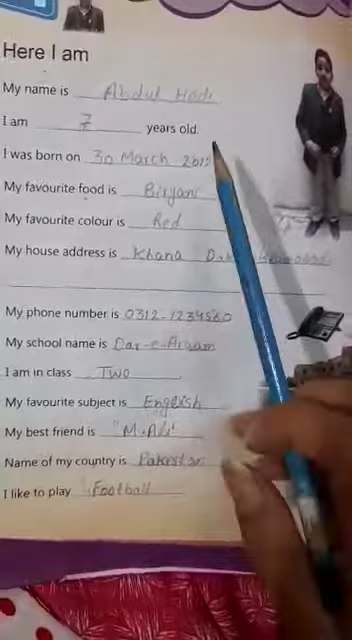 Here I am
My name is Abdul Hadi
I am 7 years old.
I was born on 30 March
My favourite food is Biryani
My favourite colour is Red
My house address is Khana
My phone number is 0312-1234560
My school name is Dar-e-Arqam
I am in class Two
My favourite subject is English
My best friend is "M.Ali"
Name of my country is Pakistan
I like to play Football